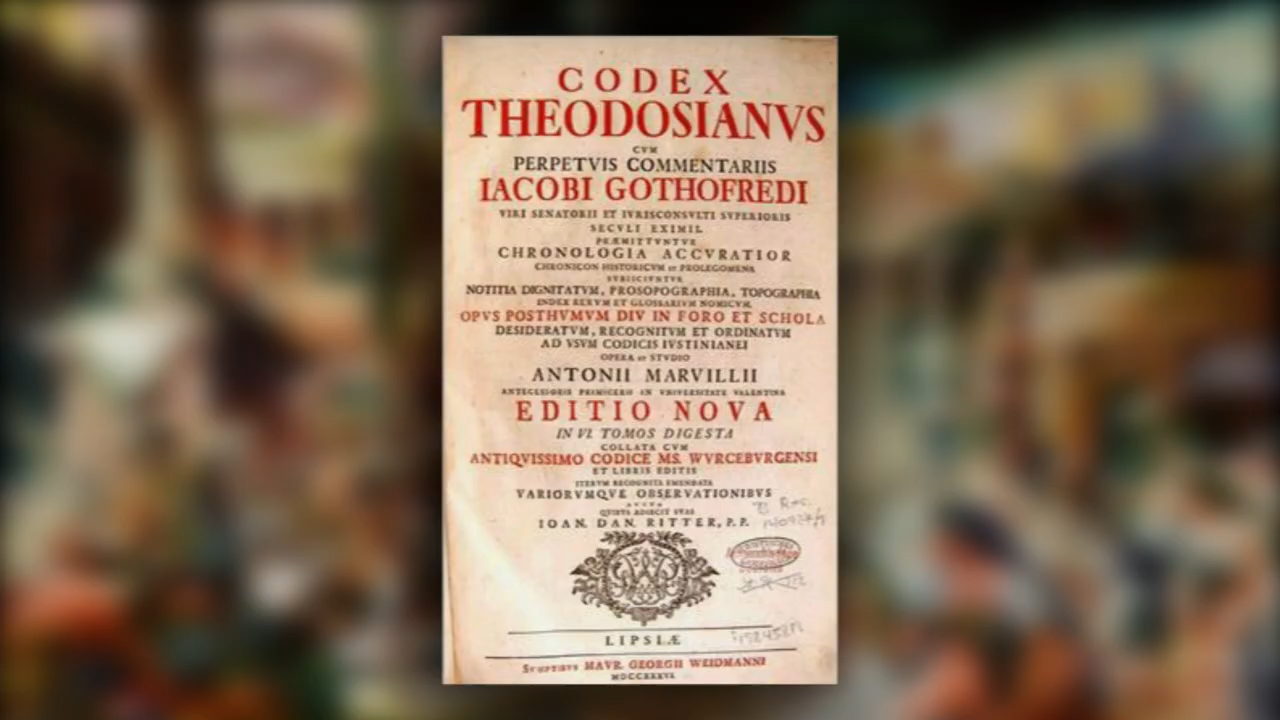 CODEX
THEODOSIANVS
CVM
PERPETVIS COMMENTARIIS
IACOBI GOTHOFREDI
VIRI SENATORII ET IVRISCONSVLTI SVPERIORIS
SECVLI EXIMII.
PRÆMITTVNTVR
CHRONOLOGIA ACCVRATIOR
CHRONICON HISTORICVM et PROLEGOMENA
SVBIICIVNTVR
NOTITIA DIGNITATVM, PROSOPOGRAPHIA, TOPOGRAPHIA
INDEX RERVM ET GLOSSARIVM NOMICVM.
OPVS POSTHVMVM DIV IN FORO ET SCHOLA
DESIDERATVM, RECOGNITVM ET ORDINATVM
AD VSVM CODICIS IVSTINIANEI
OPERA et STVDIO
ANTONII MARVILLII
ANTECESSORIS PRIMICERII IN VNIVERSITATE VALENTINA
EDITIO NOVA
IN VI. TOMOS DIGESTA
COLLATA CVM
ANTIQVISSIMO CODICE MS. WVRCEBVRGENSI
ET LIBRIS EDITIS
ITERVM RECOGNITA EMENDATA
VARIORVMQVE OBSERVATIONIBVS
AVCTA
QVIBVS ADIECIT SVAS
IOAN. DAN. RITTER, P.P.
LIPSIÆ
SVMPTIBVS MAVR. GEORGII WEIDMANNI
MDCCXXXVI.